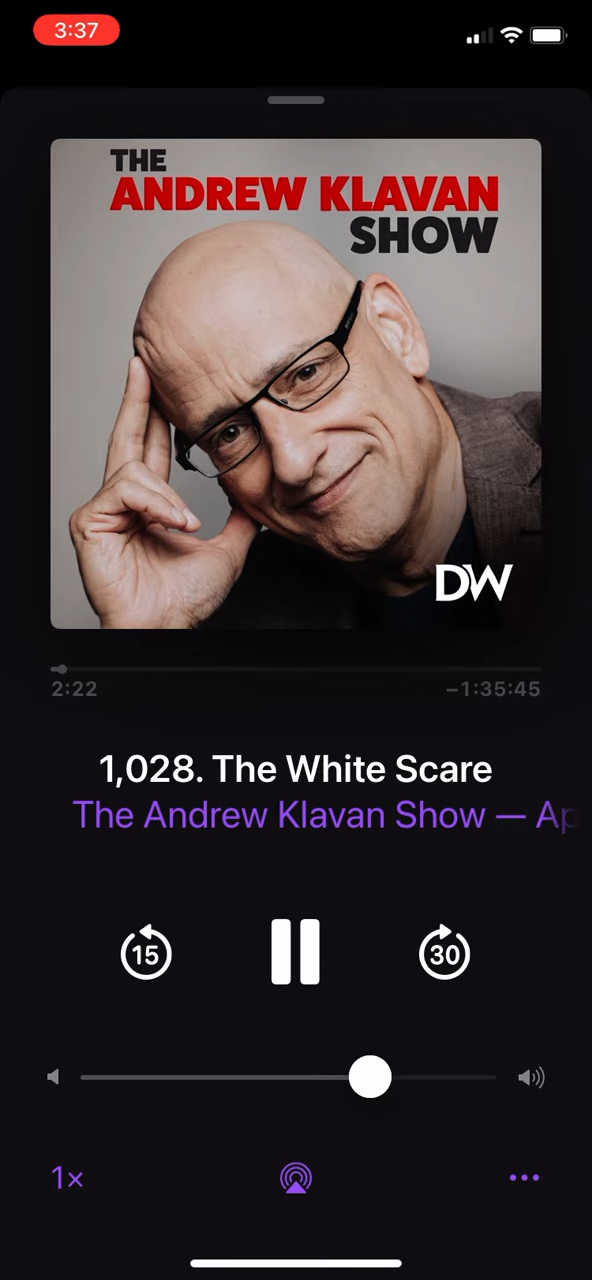 3:37
THE
ANDREW KLAVAN
SHOW
DW
2:22
−1:35:45
1,028. The White Scare
The Andrew Klavan Show — Ap
15
30
1×